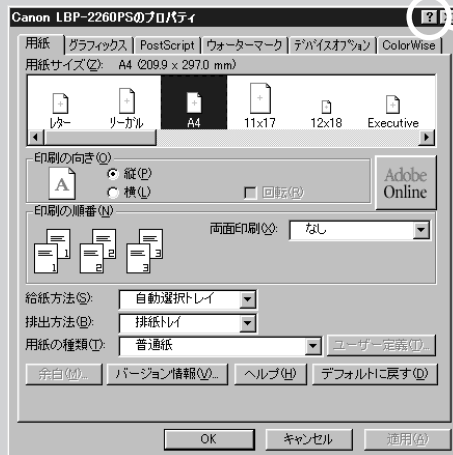 Canon LBP-2260PSのプロパティ
用紙 グラフィックス PostScript ウォーターマーク デバイスオプション ColorWise
用紙サイズ(Z): A4 (209.9 x 297.0 mm)
レター リーガル A4 11x17 12x18 Executive
印刷の向き(O)
A
縦(P)
横(L)
回転(R)
Adobe
Online
印刷の順番(N)
1 1 2 2 3 3
両面印刷(X): なし
給紙方法(S): 自動選択トレイ
排出方法(B): 排紙トレイ
用紙の種類(T): 普通紙 ユーザー定義(I)...
余白(M)... バージョン情報(V)... ヘルプ(H) デフォルトに戻す(D)
OK キャンセル 適用(A)